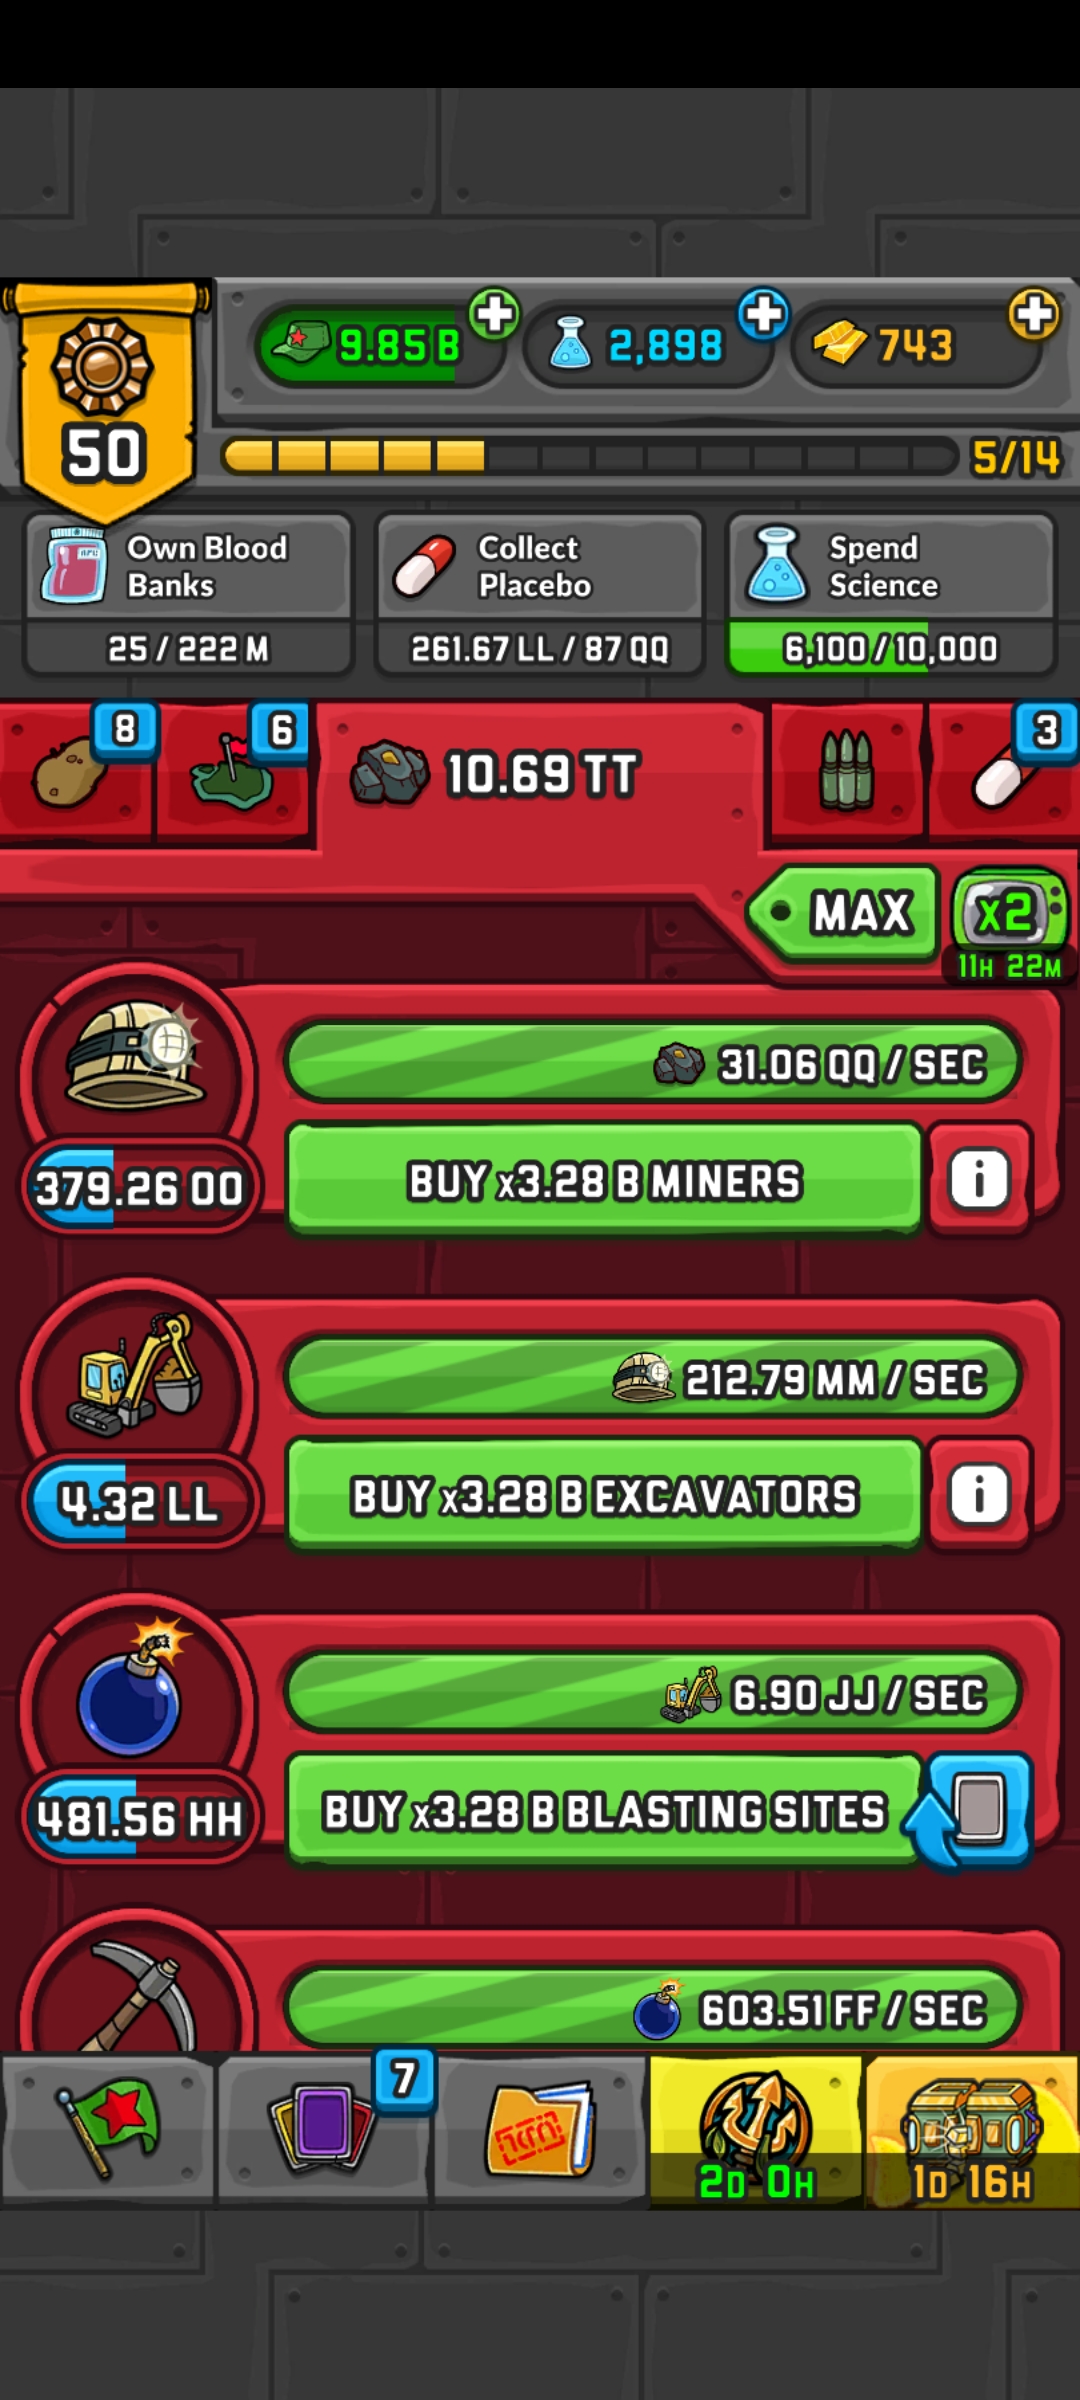 50
9.85 B
2,898
743
5/14
Own Blood
Banks
25 / 222 M
Collect
Placebo
261.67 LL / 87 QQ
Spend
Science
6,100 / 10,000
8
6
10.69 TT
3
MAX
x2
11H 22M
31.06 QQ / SEC
379.26 OO
BUY x3.28 B MINERS
i
212.79 MM / SEC
4.32 LL
BUY x3.28 B EXCAVATORS
i
6.90 JJ / SEC
481.56 HH
BUY x3.28 B BLASTING SITES
603.51 FF / SEC
7
2D 0H
1D 16H